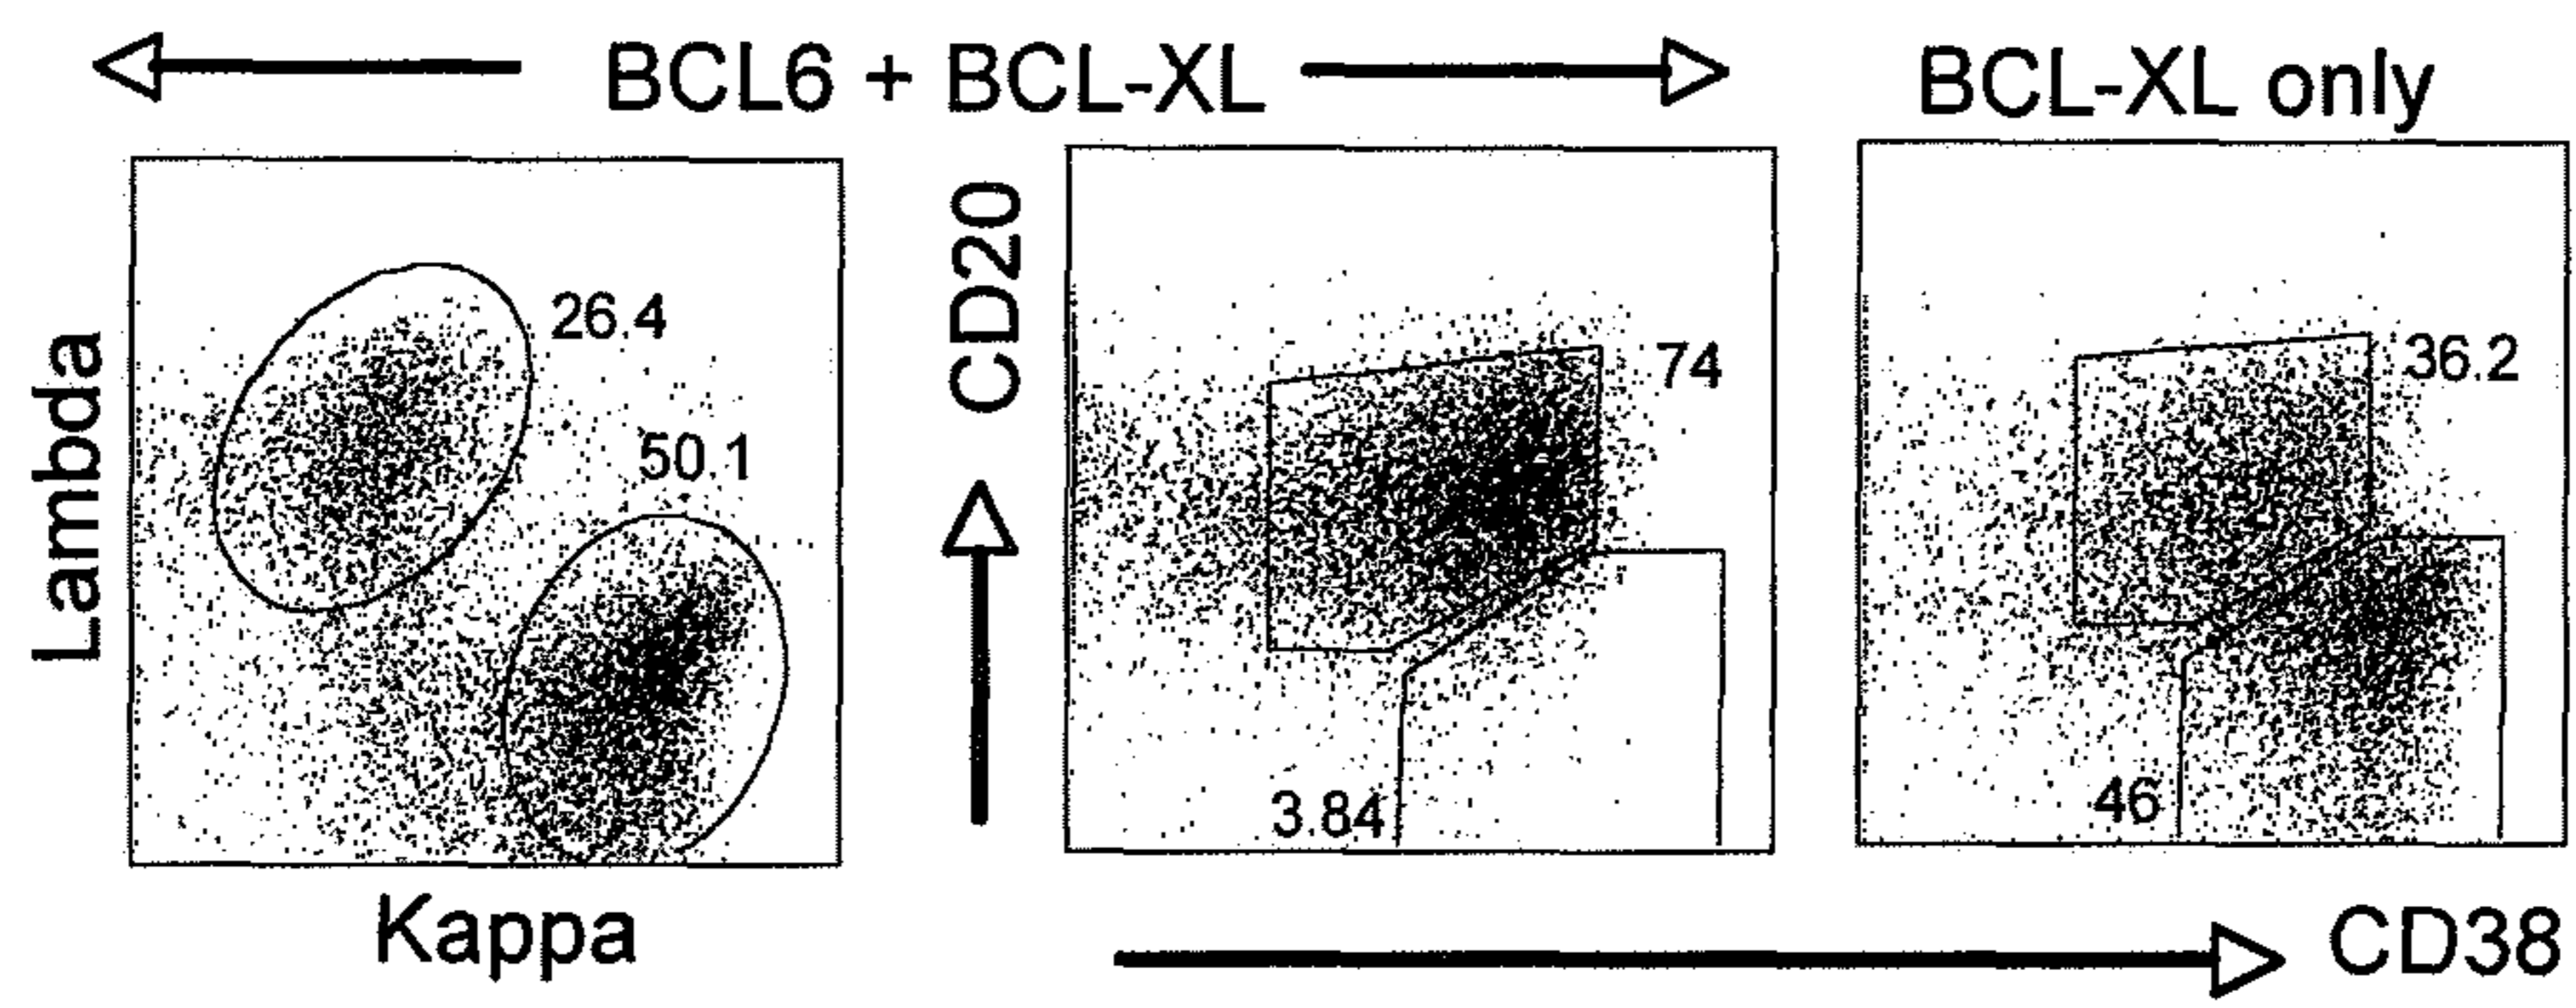 BCL6 + BCL-XL
BCL-XL only
Lambda
26.4
50.1
Kappa
CD20
74
3.84
36.2
46
CD38